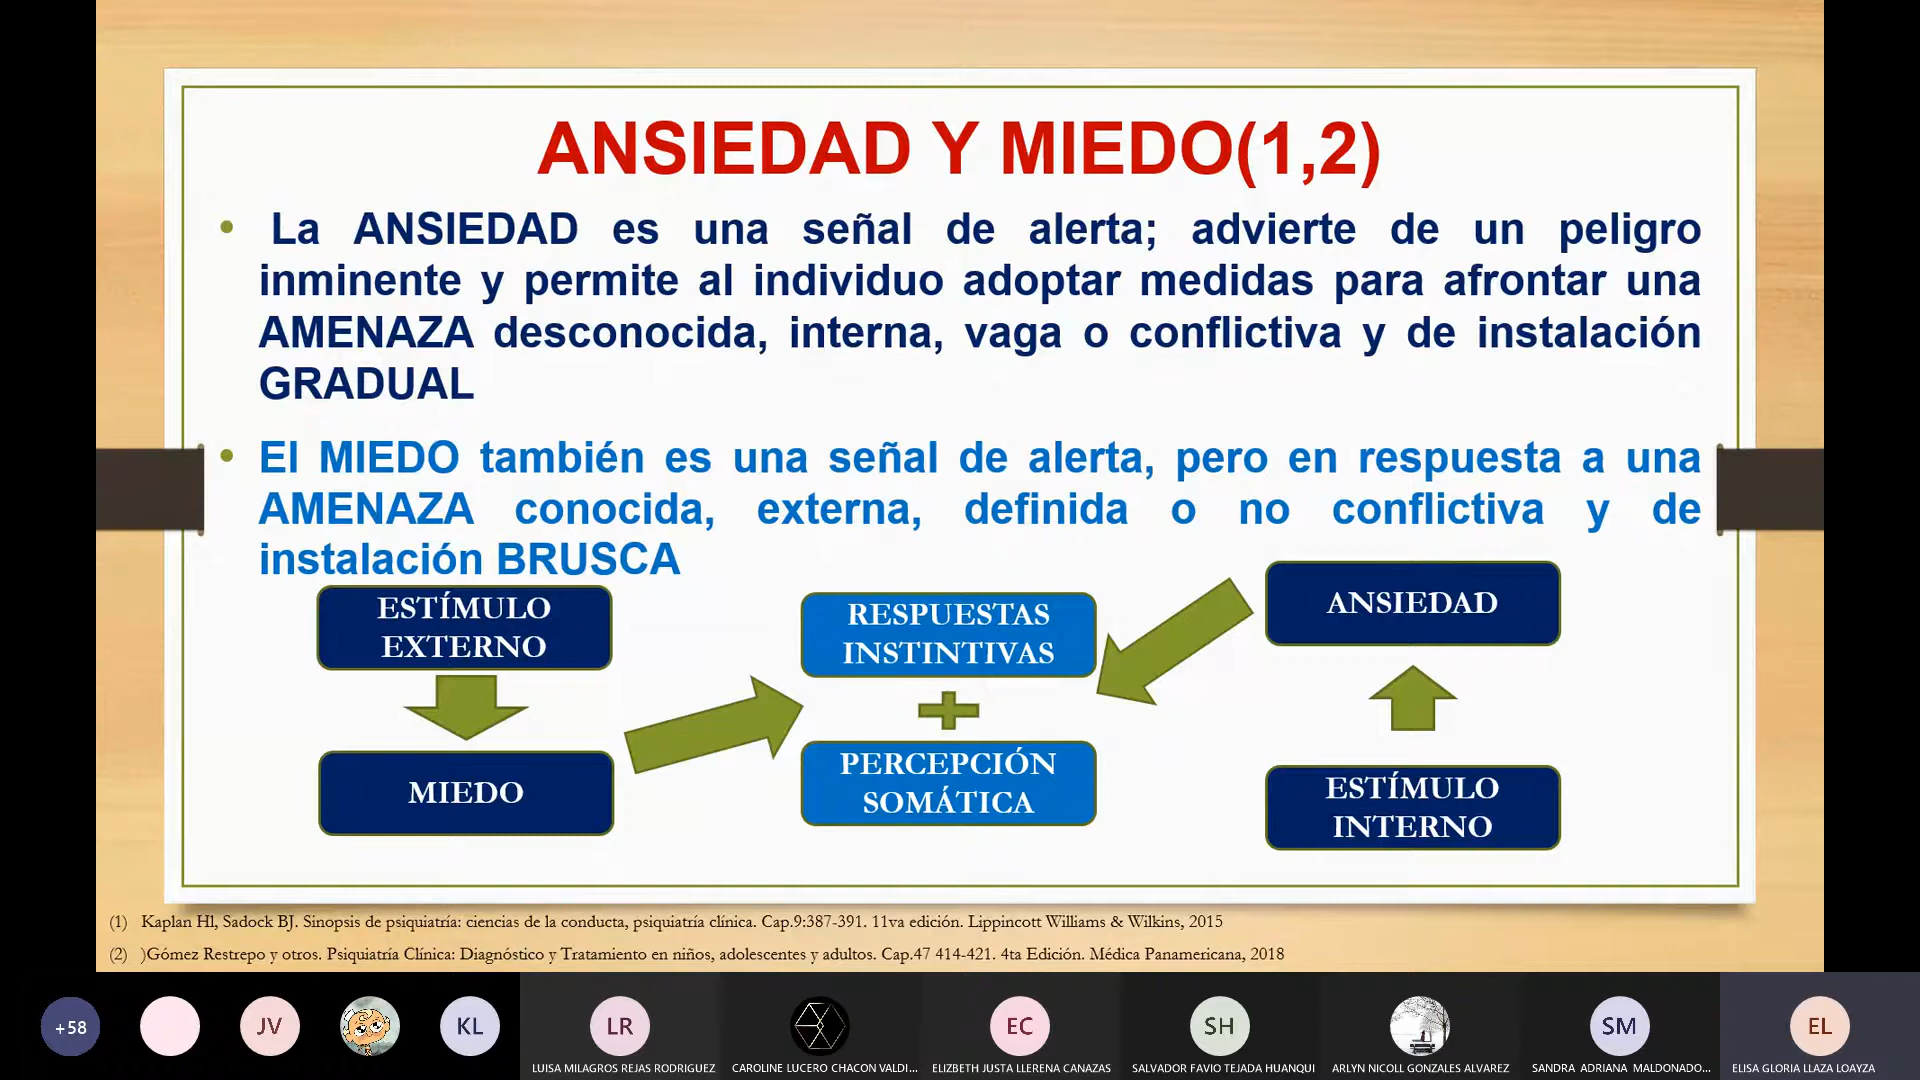 ANSIEDAD Y MIEDO(1,2)
• La ANSIEDAD es una señal de alerta; advierte de un peligro
inminente y permite al individuo adoptar medidas para afrontar una
AMENAZA desconocida, interna, vaga o conflictiva y de instalación
GRADUAL
• El MIEDO también es una señal de alerta, pero en respuesta a una
AMENAZA conocida, externa, definida o no conflictiva y de
instalación BRUSCA
ESTÍMULO
EXTERNO
MIEDO
RESPUESTAS
INSTINTIVAS
PERCEPCIÓN
SOMÁTICA
ANSIEDAD
ESTÍMULO
INTERNO
(1) Kaplan Hl, Sadock BJ. Sinopsis de psiquiatría: ciencias de la conducta, psiquiatría clínica. Cap.9:387-391. 11va edición. Lippincott Williams & Wilkins, 2015
(2) )Gómez Restrepo y otros. Psiquiatría Clínica: Diagnóstico y Tratamiento en niños, adolescentes y adultos. Cap.47 414-421. 4ta Edición. Médica Panamericana, 2018
+58
JV
KL
LR
EC
SH
SM
EL
LUISA MILAGROS REJAS RODRIGUEZ
CAROLINE LUCERO CHACON VALDI...
ELIZBETH JUSTA LLERENA CANAZAS
SALVADOR FAVIO TEJADA HUANQUI
ARLYN NICOLL GONZALES ALVAREZ
SANDRA ADRIANA MALDONADO...
ELISA GLORIA LLAZA LOAYZA